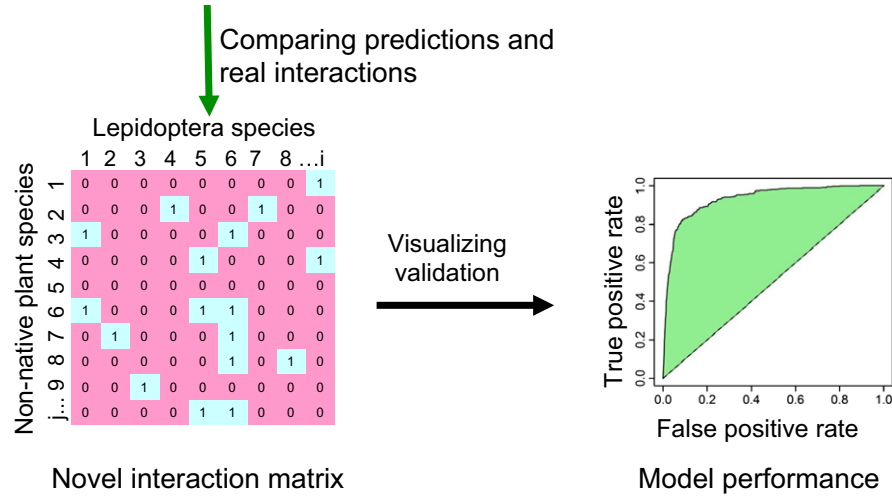 Comparing predictions and
real interactions
Lepidoptera species
1 2 3 4 5 6 7 8 ...i
Non-native plant species
1 0 0 0 0 0 0 0 0 1
2 0 0 0 1 0 0 1 0 0
3 1 0 0 0 0 1 0 0 0
4 0 0 0 0 1 0 0 0 1
5 0 0 0 0 0 0 0 0 0
6 1 0 0 0 1 1 0 0 0
7 0 1 0 0 0 1 0 0 0
8 0 0 0 0 0 1 0 1 0
9 0 0 1 0 0 0 0 0 0
j... 0 0 0 0 1 1 0 0 0
Novel interaction matrix
Visualizing
validation
True positive rate
1.0
0.8
0.6
0.4
0.2
0.0
0.0 0.2 0.4 0.6 0.8 1.0
False positive rate
Model performance